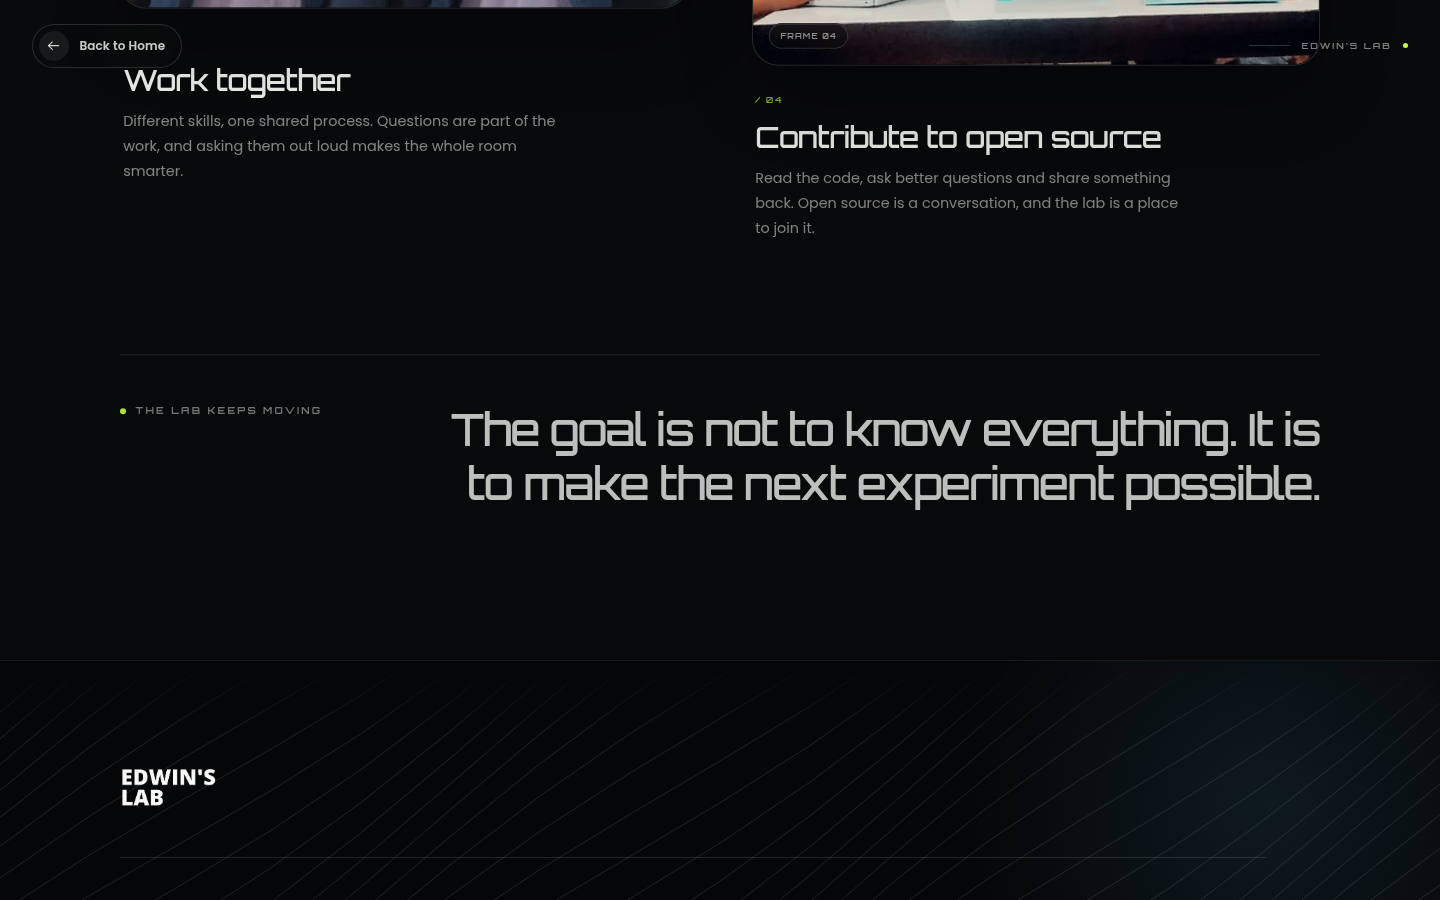 Back to Home
FRAME 04
EDWIN'S LAB
Work together
Different skills, one shared process. Questions are part of the
work, and asking them out loud makes the whole room
smarter.
/ 04
Contribute to open source
Read the code, ask better questions and share something
back. Open source is a conversation, and the lab is a place
to join it.
THE LAB KEEPS MOVING
The goal is not to know everything. It is
to make the next experiment possible.
EDWIN'S
LAB